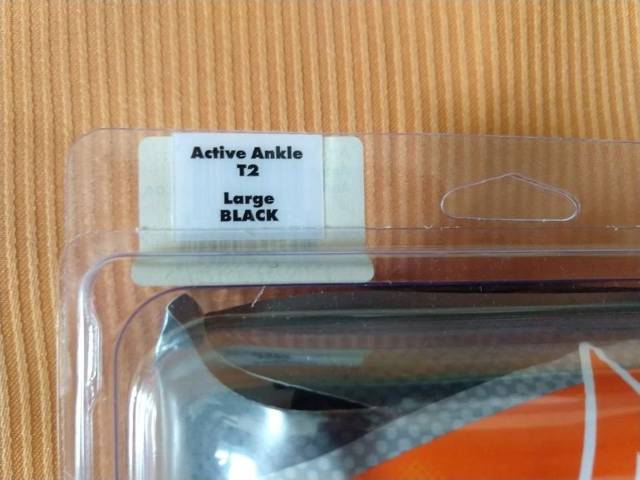 Active Ankle
T2
Large
BLACK